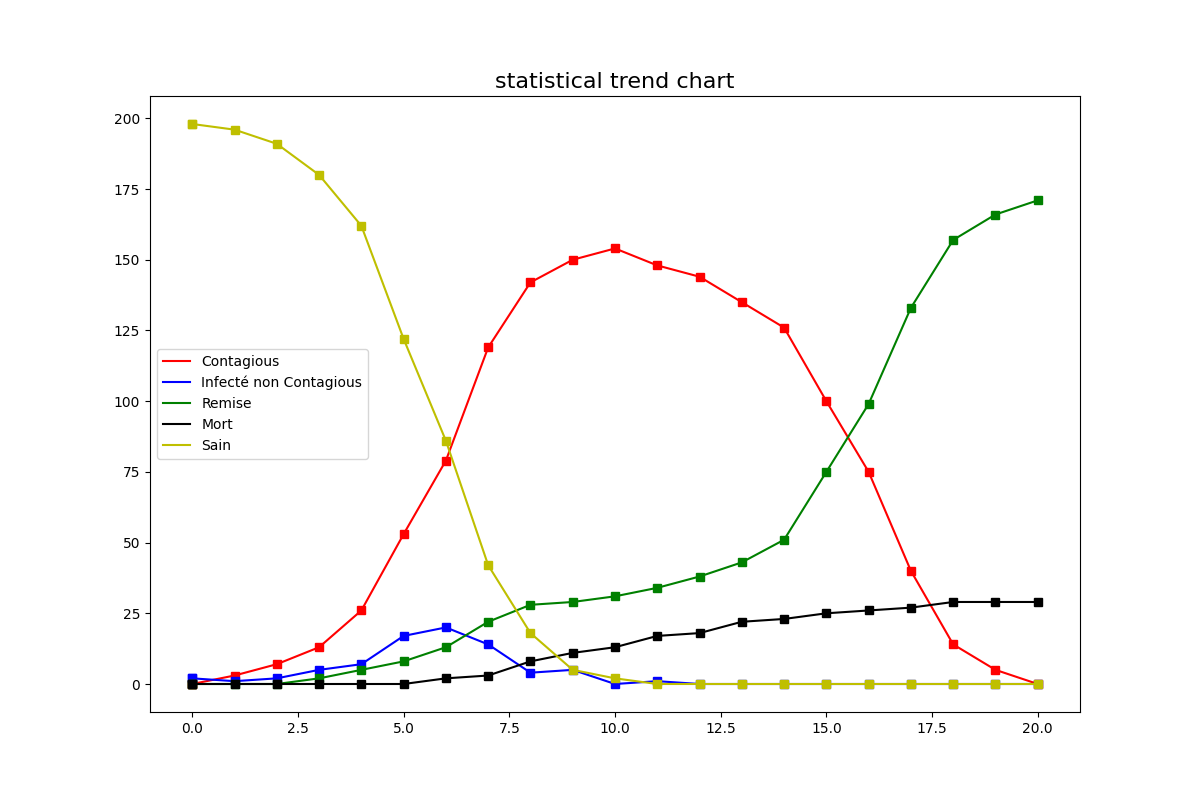 statistical trend chart
200
175
150
125
100
75
50
25
0
Contagious
Infecté non Contagious
Remise
Mort
Sain
0.0 2.5 5.0 7.5 10.0 12.5 15.0 17.5 20.0